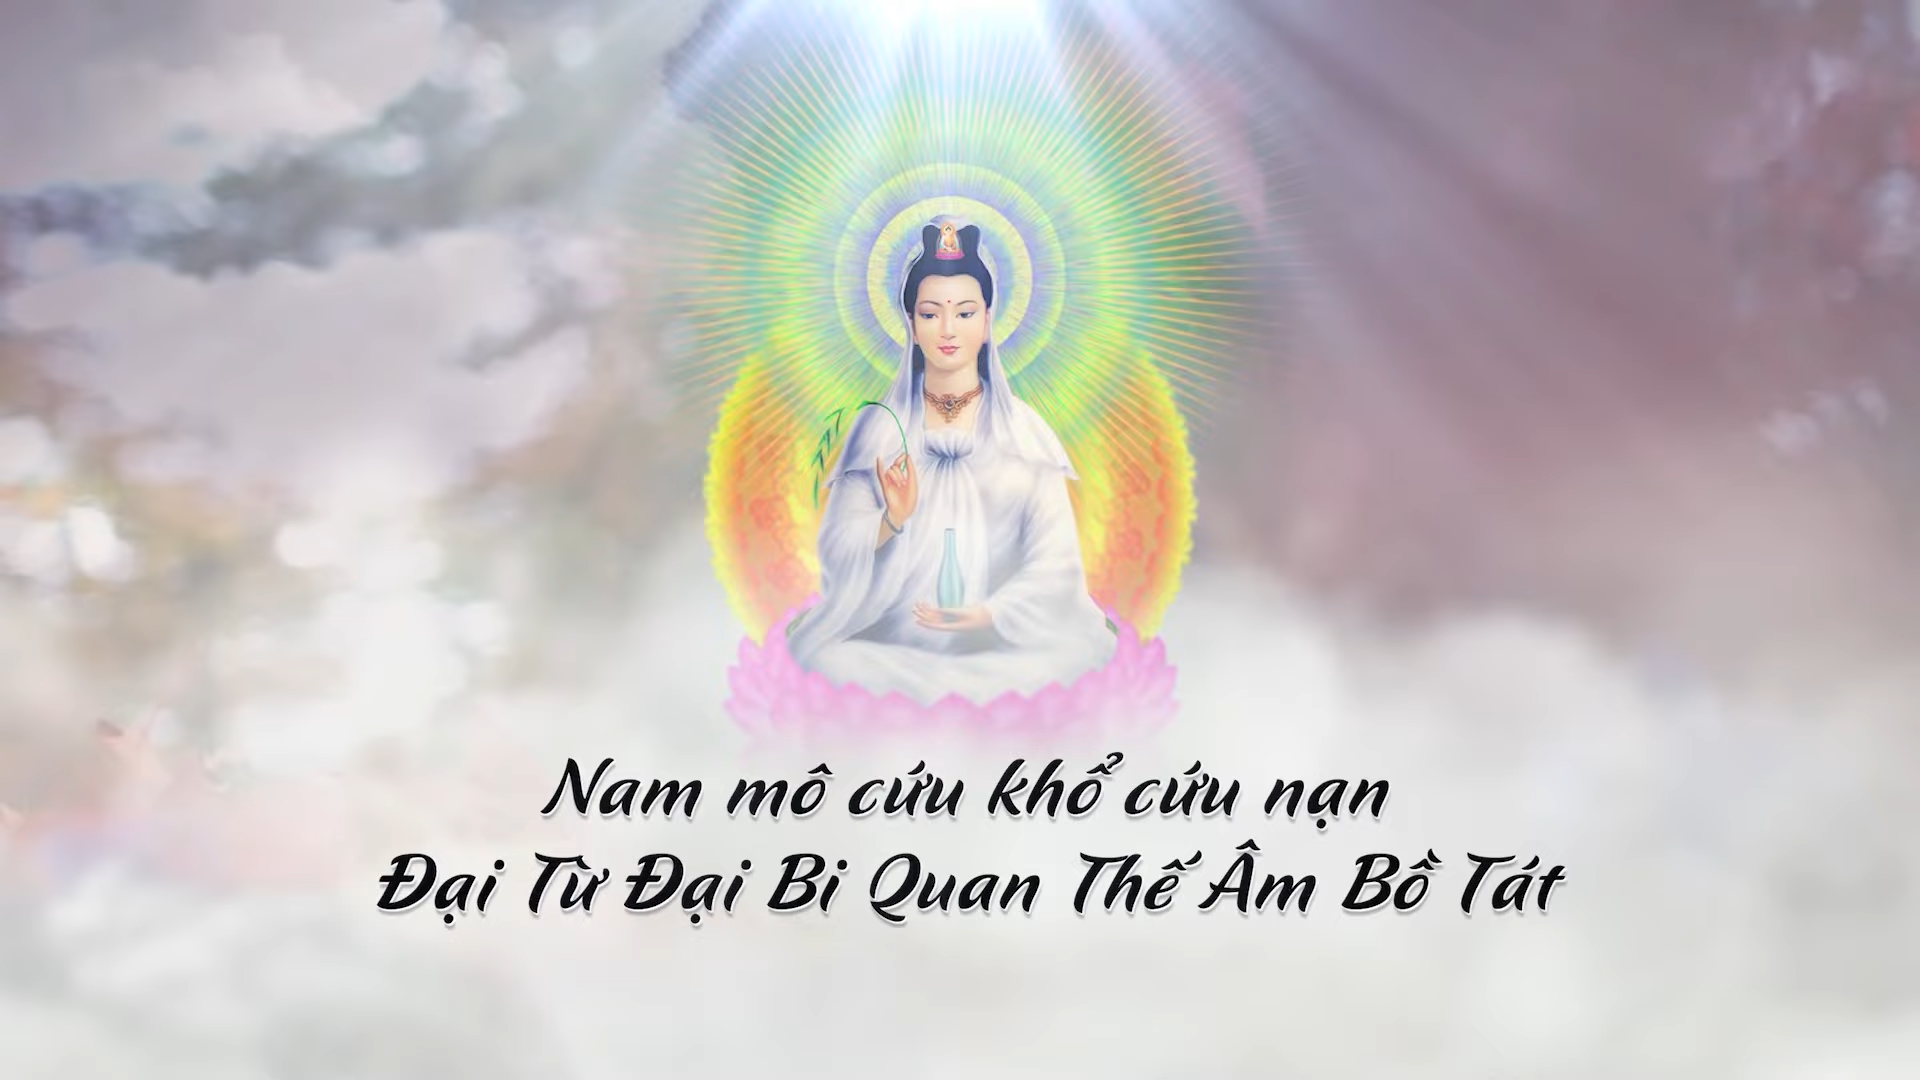 Nam mô cứu khổ cứu nạn
Đại Từ Đại Bi Quan Thế Âm Bồ Tát